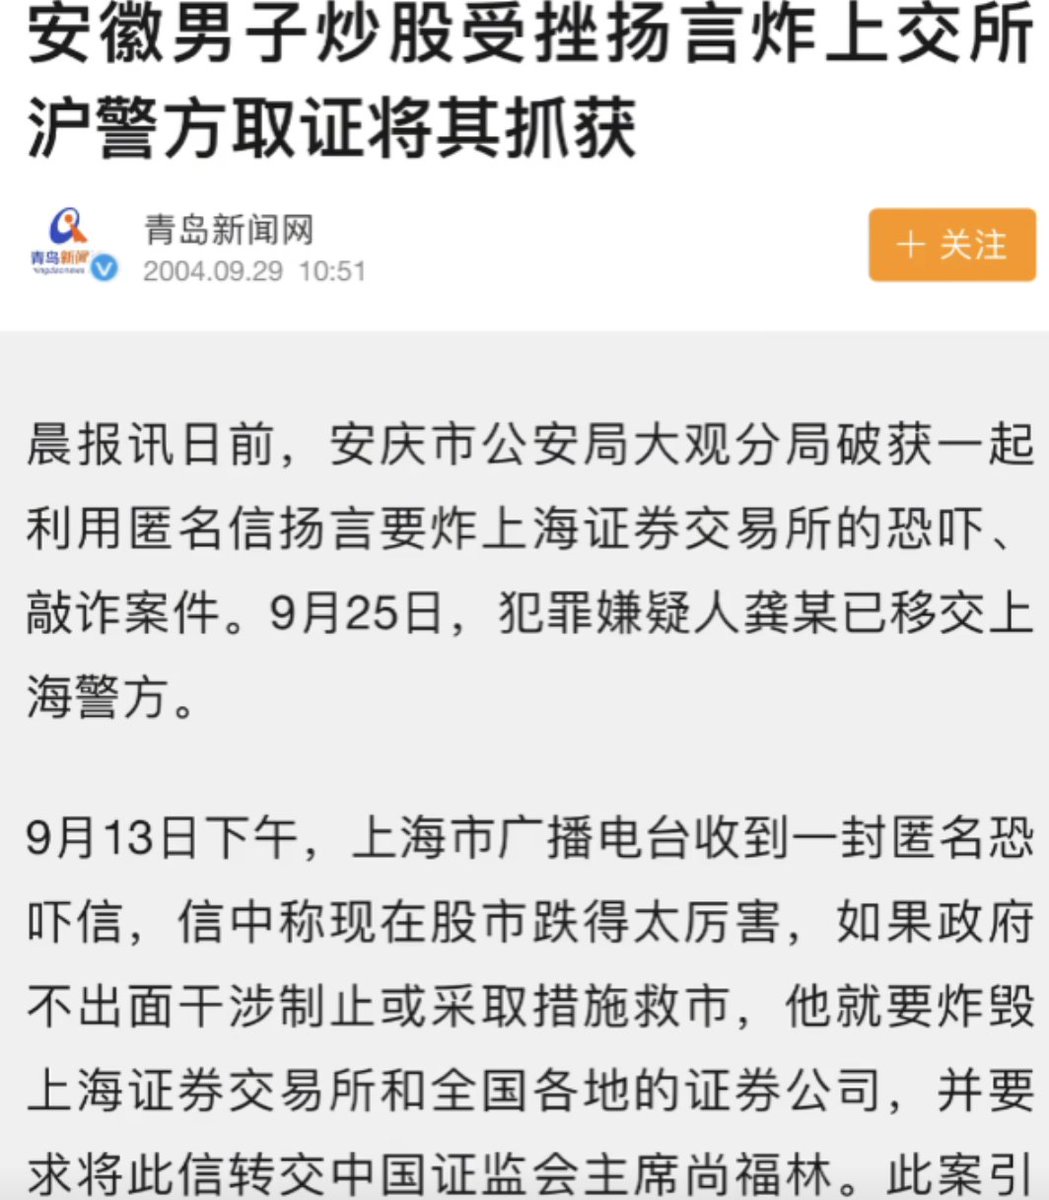 安徽男子炒股受挫扬言炸上交所
沪警方取证将其抓获
青岛新闻
青岛新闻网
2004.09.29 10:51
＋ 关注
晨报讯日前，安庆市公安局大观分局破获一起
利用匿名信扬言要炸上海证券交易所的恐吓、
敲诈案件。9月25日，犯罪嫌疑人龚某已移交上
海警方。
9月13日下午，上海市广播电台收到一封匿名恐
吓信，信中称现在股市跌得太厉害，如果政府
不出面干涉制止或采取措施救市，他就要炸毁
上海证券交易所和全国各地的证券公司，并要
求将此信转交中国证监会主席尚福林。此案引